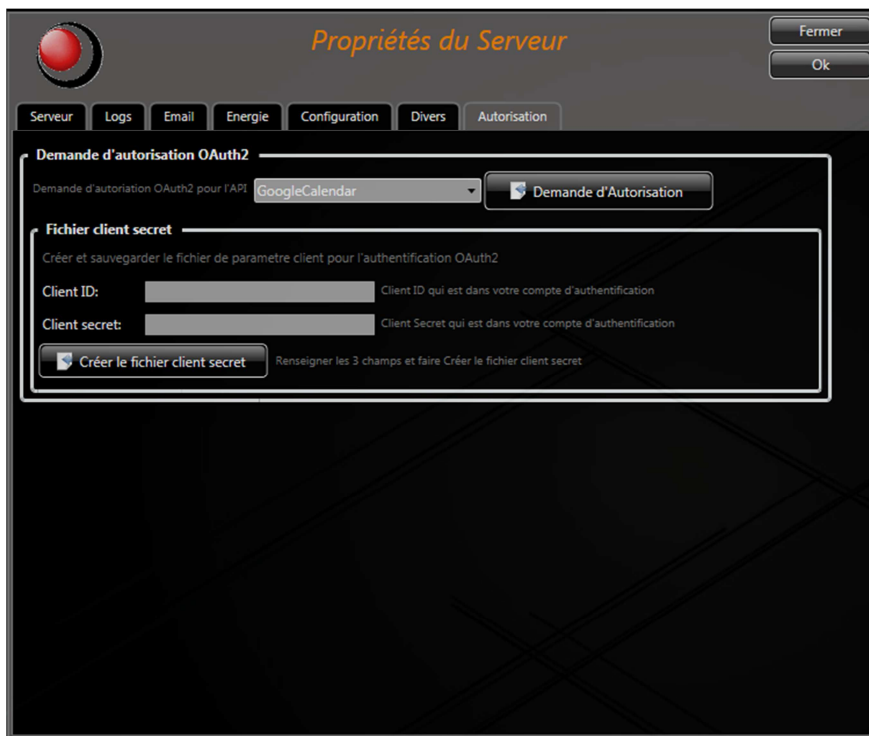 Propriétés du Serveur
Fermer
Ok
Serveur Logs Email Energie Configuration Divers Autorisation
Demande d'autorisation OAuth2
Demande d'autoriation OAuth2 pour l'API GoogleCalendar Demande d'Autorisation
Fichier client secret
Créer et sauvegarder le fichier de parametre client pour l'authentification OAuth2
Client ID: Client ID qui est dans votre compte d'authentification
Client secret: Client Secret qui est dans votre compte d'authentification
Créer le fichier client secret Renseigner les 3 champs et faire Créer le fichier client secret